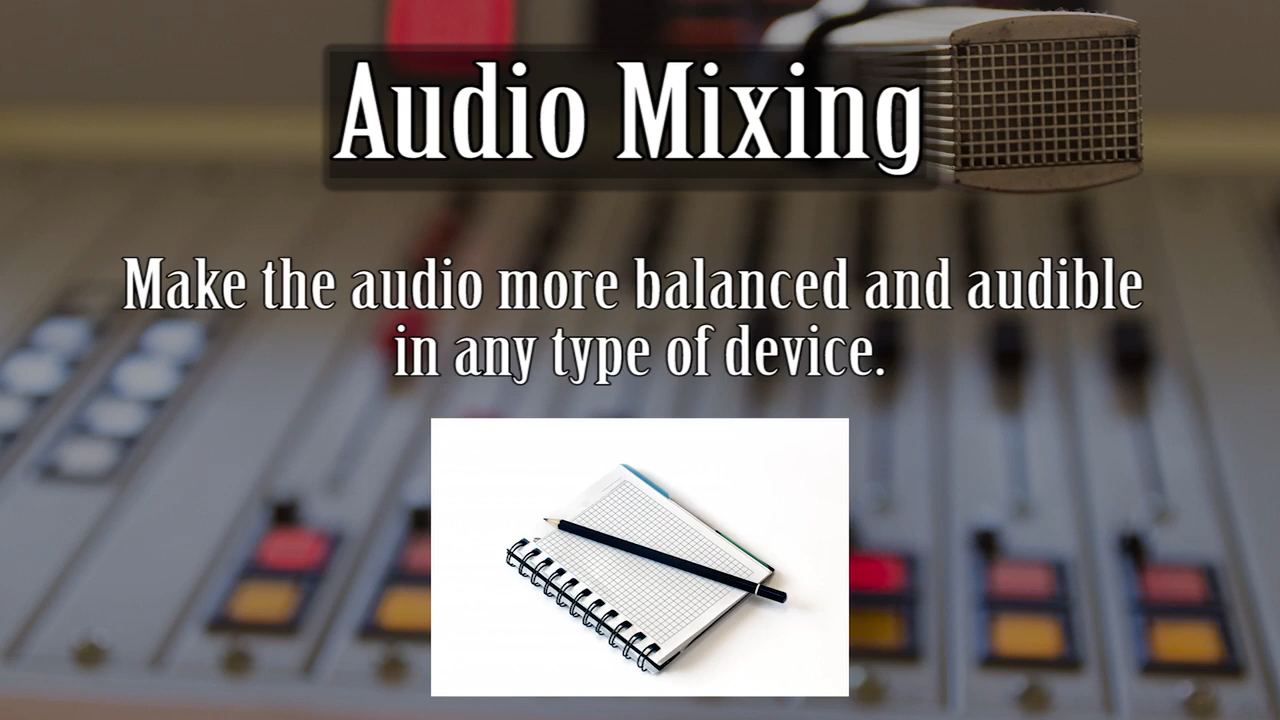 Audio Mixing
Make the audio more balanced and audible
in any type of device.